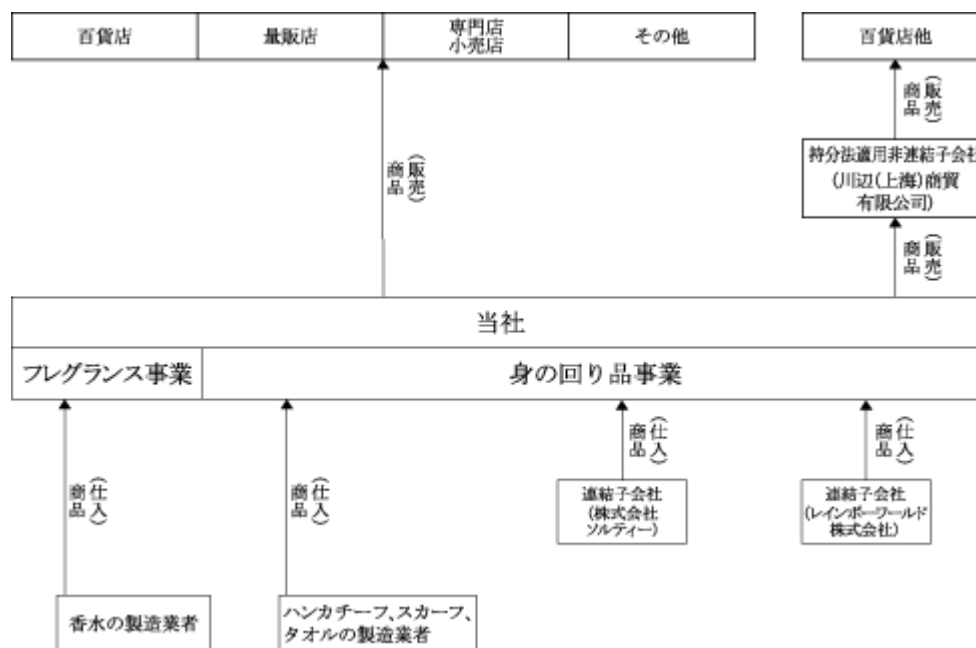 百貨店
量販店
専門店
小売店
その他
百貨店他
商品
(販売)
持分法適用非連結子会社
(川辺(上海)商貿
有限公司)
商品
(販売)
商品
(販売)
当社
フレグランス事業
身の回り品事業
商品
(仕入)
商品
(仕入)
商品
(仕入)
商品
(仕入)
連結子会社
(株式会社
ソルティー)
連結子会社
(レインボーワールド
株式会社)
香水の製造業者
ハンカチーフ、スカーフ、
タオルの製造業者